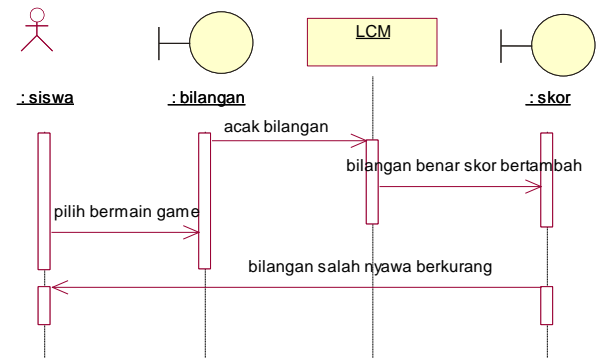 LCM
: siswa
: bilangan
: skor
acak bilangan
bilangan benar skor bertambah
pilih bermain game
bilangan salah nyawa berkurang